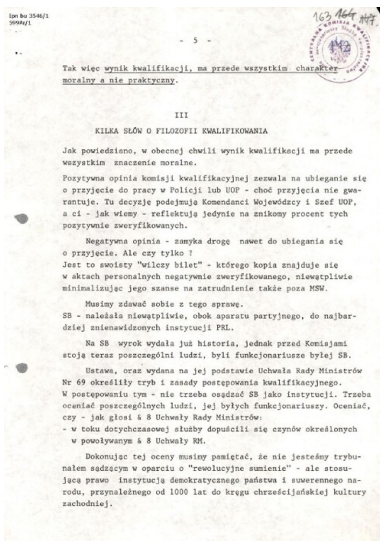 Ipn Bu 3546/1
- 5 -
Tak więc wynik kwalifikacji, ma przede wszystkim charakter
moralny a nie praktyczny.
III
KILKA SŁÓW O FILOZOFII KWALIFIKOWANIA
Jak powiedziano, w obecnej chwili wynik kwalifikacji ma przede
wszystkim znaczenie moralne.
Pozytywna opinia komisji kwalifikacyjnej zezwala na ubieganie się
o przyjęcie do pracy w Policji lub UOP - choć przyjęcia nie gwa-
rantuje. Tu decyzję podejmują Komendanci Wojewódzcy i Szef UOP,
a ci - jak wiemy - reflektują jedynie na znikomy procent tych
pozytywnie zweryfikowanych.
Negatywna opinia - zamyka drogę nawet do ubiegania się
o przyjęcie. Ale czy tylko ?
Jest to swoisty "wilczy bilet" - którego kopia znajduje się
w aktach personalnych negatywnie zweryfikowanego, niewątpliwie
minimalizując jego szanse na zatrudnienie także poza MSW.
Musimy zdawać sobie z tego sprawę.
SB - należała niewątpliwie, obok aparatu partyjnego, do najbar-
dziej znienawidzonych instytucji PRL.
Na SB wyrok wydała już historia, jednak przed Komisjami
stoją teraz poszczególni ludzie, byli funkcjonariusze byłej SB.
Ustawa, oraz wydana na jej podstawie Uchwała Rady Ministrów
Nr 69 określiły tryb i zasady postępowania kwalifikacyjnego.
W postępowaniu tym - nie trzeba osądzać SB jako instytucji. Trzeba
oceniać poszczególnych ludzi, jej byłych funkcjonariuszy. Oceniać,
czy - jak głosi & 8 Uchwały Rady Ministrów:
- w toku dotychczasowej służby dopuścili się czynów określonych
w powoływanym & 8 Uchwały RM.
Dokonując tej oceny musimy pamiętać, że nie jesteśmy trybu-
nałem sądzącym w oparciu o "rewolucyjne sumienie" - ale stosu-
jącą prawo instytucją demokratycznego państwa i suwerennego na-
rodu, przynależnego od 1000 lat do kręgu chrześcijańskiej kultury
zachodniej.